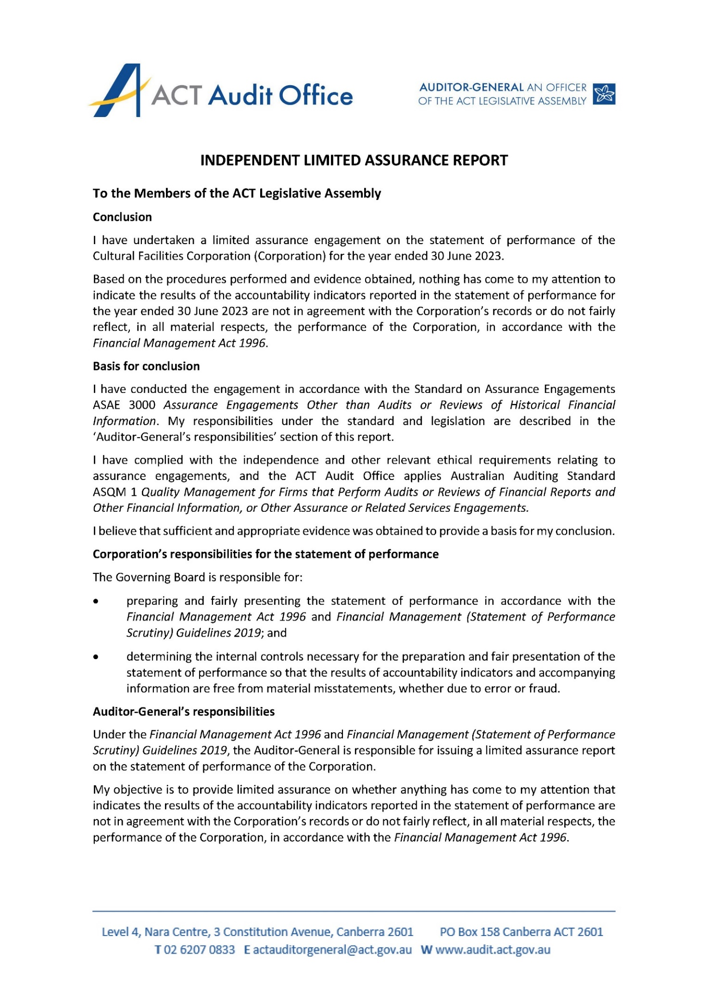 ACT Audit Office
AUDITOR-GENERAL AN OFFICER
OF THE ACT LEGISLATIVE ASSEMBLY
INDEPENDENT LIMITED ASSURANCE REPORT
To the Members of the ACT Legislative Assembly
Conclusion
I have undertaken a limited assurance engagement on the statement of performance of the
Cultural Facilities Corporation (Corporation) for the year ended 30 June 2023.
Based on the procedures performed and evidence obtained, nothing has come to my attention to
indicate the results of the accountability indicators reported in the statement of performance for
the year ended 30 June 2023 are not in agreement with the Corporation’s records or do not fairly
reflect, in all material respects, the performance of the Corporation, in accordance with the
Financial Management Act 1996.
Basis for conclusion
I have conducted the engagement in accordance with the Standard on Assurance Engagements
ASAE 3000 Assurance Engagements Other than Audits or Reviews of Historical Financial
Information. My responsibilities under the standard and legislation are described in the
‘Auditor-General’s responsibilities’ section of this report.
I have complied with the independence and other relevant ethical requirements relating to
assurance engagements, and the ACT Audit Office applies Australian Auditing Standard
ASQM 1 Quality Management for Firms that Perform Audits or Reviews of Financial Reports and
Other Financial Information, or Other Assurance or Related Services Engagements.
I believe that sufficient and appropriate evidence was obtained to provide a basis for my conclusion.
Corporation’s responsibilities for the statement of performance
The Governing Board is responsible for:
• preparing and fairly presenting the statement of performance in accordance with the
Financial Management Act 1996 and Financial Management (Statement of Performance
Scrutiny) Guidelines 2019; and
• determining the internal controls necessary for the preparation and fair presentation of the
statement of performance so that the results of accountability indicators and accompanying
information are free from material misstatements, whether due to error or fraud.
Auditor-General’s responsibilities
Under the Financial Management Act 1996 and Financial Management (Statement of Performance
Scrutiny) Guidelines 2019, the Auditor-General is responsible for issuing a limited assurance report
on the statement of performance of the Corporation.
My objective is to provide limited assurance on whether anything has come to my attention that
indicates the results of the accountability indicators reported in the statement of performance are
not in agreement with the Corporation’s records or do not fairly reflect, in all material respects, the
performance of the Corporation, in accordance with the Financial Management Act 1996.
Level 4, Nara Centre, 3 Constitution Avenue, Canberra 2601 PO Box 158 Canberra ACT 2601
T 02 6207 0833 E actauditorgeneral@act.gov.au W www.audit.act.gov.au